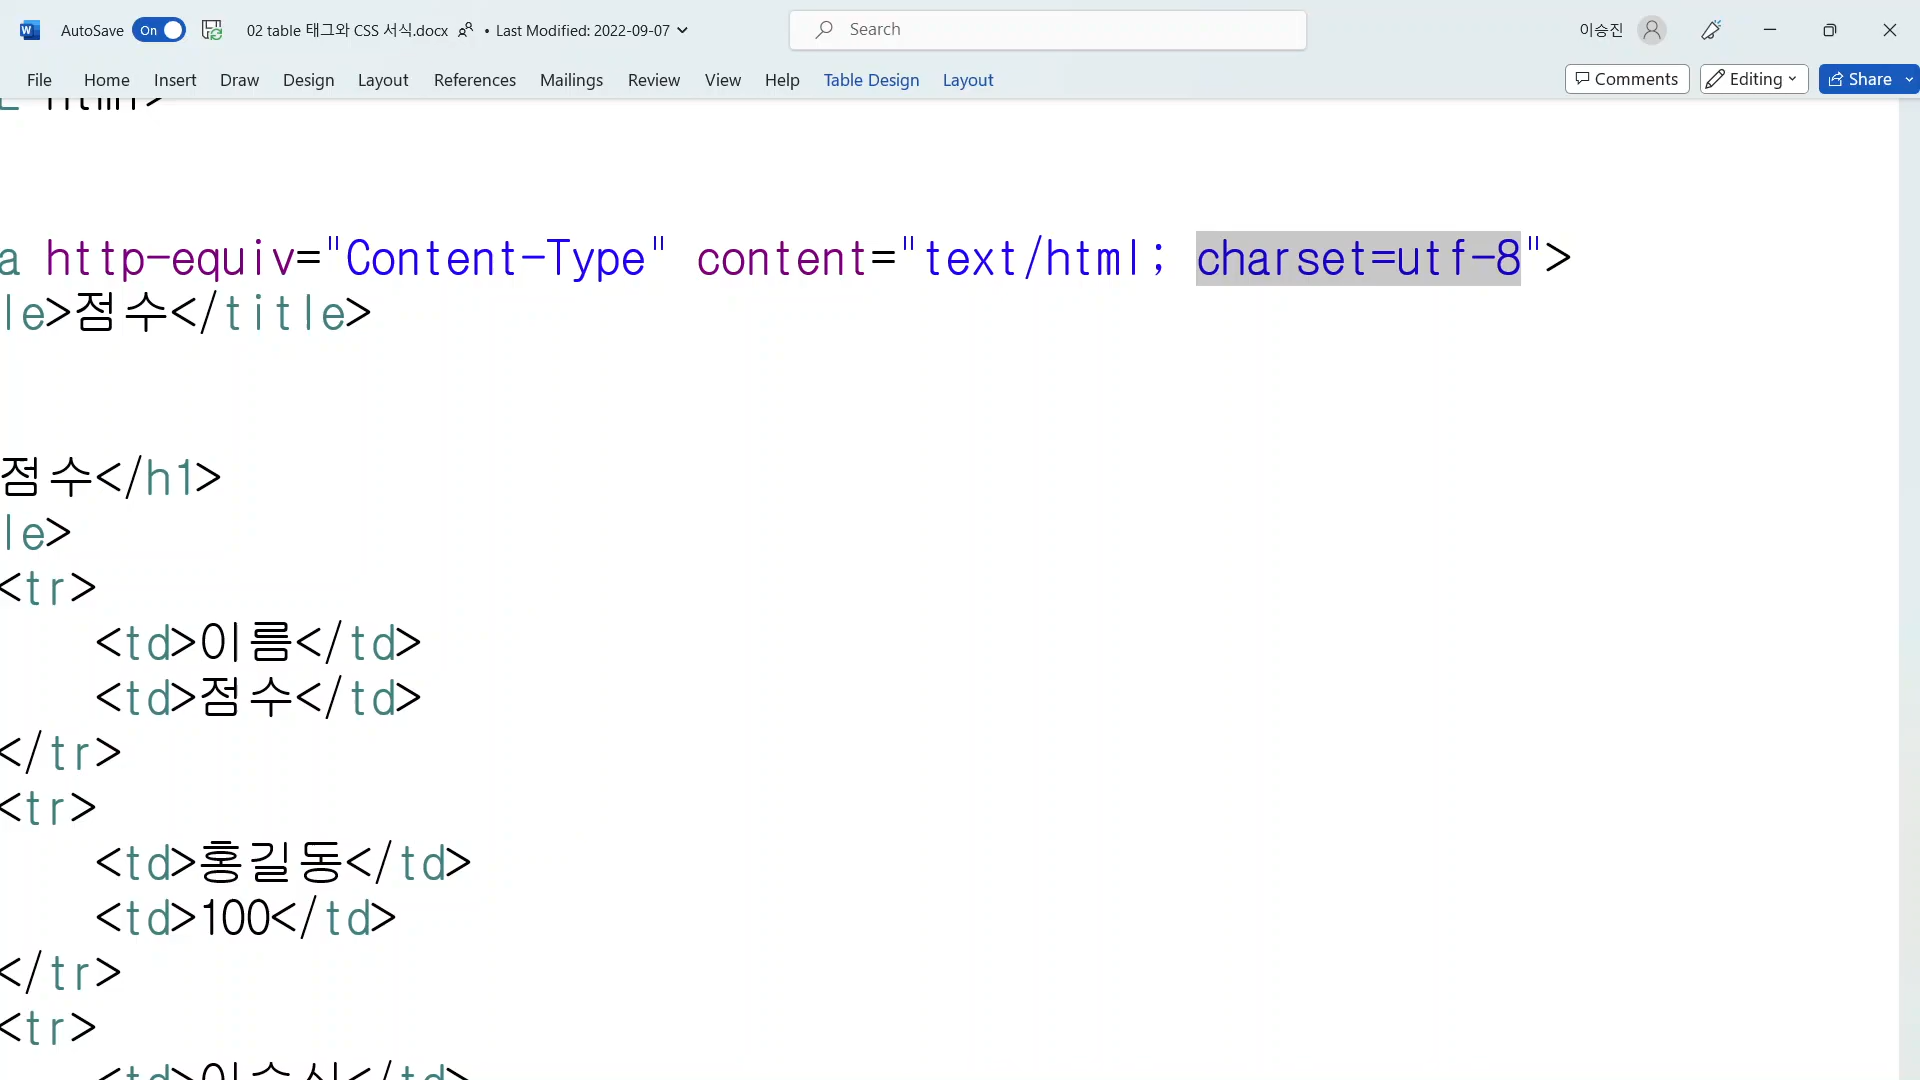 AutoSave On 02 table 태그와 CSS 서식.docx • Last Modified: 2022-09-07 Search 이승진
File Home Insert Draw Design Layout References Mailings Review View Help Table Design Layout Comments Editing Share
html>
a http-equiv="Content-Type" content="text/html; charset=utf-8">
le>점수</title>
점수</h1>
le>
<tr>
<td>이름</td>
<td>점수</td>
</tr>
<tr>
<td>홍길동</td>
<td>100</td>
</tr>
<tr>